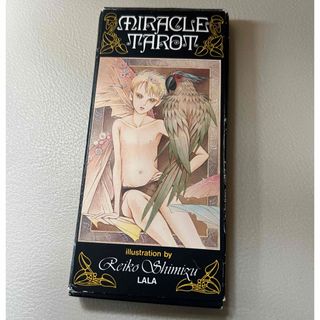 MIRACLE
TAROT
illustration by
Reiko Shimizu
LALA